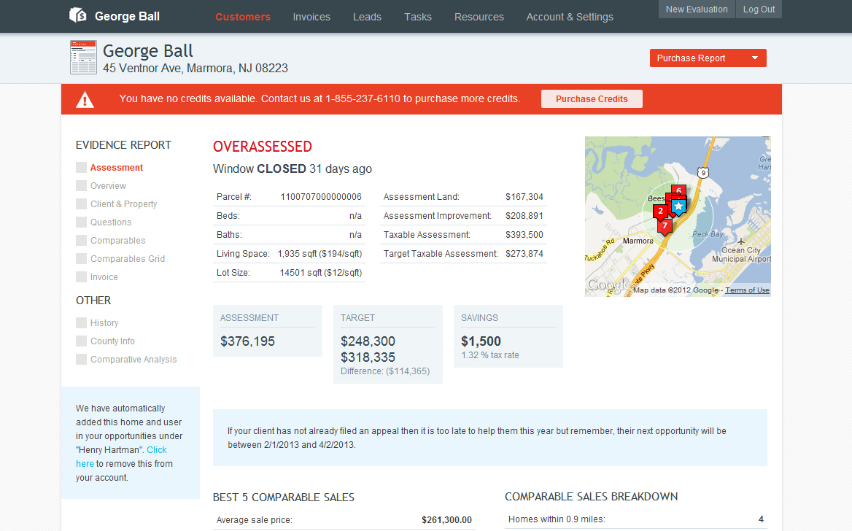 George Ball
Customers
Invoices
Leads
Tasks
Resources
Account & Settings
New Evaluation
Log Out
George Ball
45 Ventnor Ave, Marmora, NJ 08223
Purchase Report
You have no credits available. Contact us at 1-855-237-6110 to purchase more credits.
Purchase Credits
EVIDENCE REPORT
Assessment
Overview
Client & Property
Questions
Comparables
Comparables Grid
Invoice
OTHER
History
County Info
Comparative Analysis
We have automatically
added this home and user
in your opportunities under
"Henry Hartman". Click
here to remove this from
your account.
OVERASSESSED
Window CLOSED 31 days ago
Parcel #: 1100707000000006
Beds: n/a
Baths: n/a
Living Space: 1,935 sqft ($194/sqft)
Lot Size: 14501 sqft ($12/sqft)
Assessment Land: $167,304
Assessment Improvement: $208,891
Taxable Assessment: $393,500
Target Taxable Assessment: $273,874
9
Gre
H
Bees
6
2
7
Marmora
Peck Bay
Tuckahoe Rd
Pkwy
Ocean City
Municipal Airport
Google
Map data ©2012 Google - Terms of Use
ASSESSMENT
$376,195
TARGET
$248,300
$318,335
Difference: ($114,365)
SAVINGS
$1,500
1.32 % tax rate
If your client has not already filed an appeal then it is too late to help them this year but remember, their next opportunity will be
between 2/1/2013 and 4/2/2013.
BEST 5 COMPARABLE SALES
Average sale price: $261,300.00
COMPARABLE SALES BREAKDOWN
Homes within 0.9 miles: 4